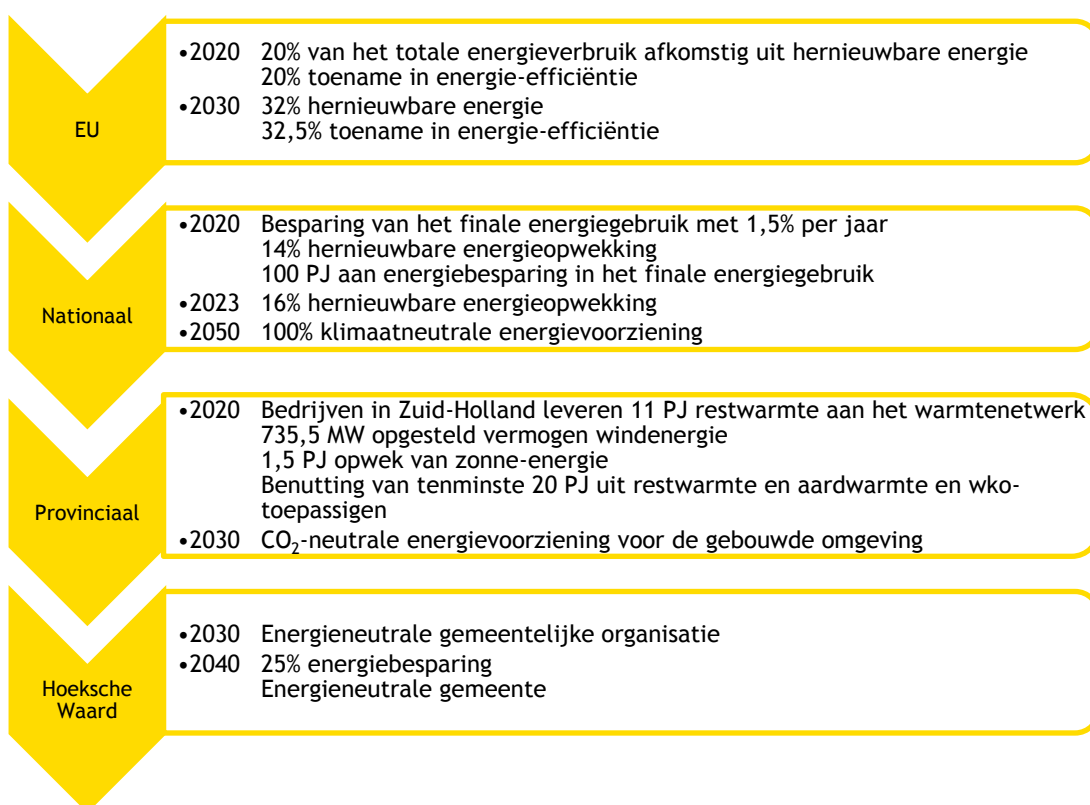 EU
•2020 20% van het totale energieverbruik afkomstig uit hernieuwbare energie
20% toename in energie-efficiëntie
•2030 32% hernieuwbare energie
32,5% toename in energie-efficiëntie
Nationaal
•2020 Besparing van het finale energiegebruik met 1,5% per jaar
14% hernieuwbare energieopwekking
100 PJ aan energiebesparing in het finale energiegebruik
•2023 16% hernieuwbare energieopwekking
•2050 100% klimaatneutrale energievoorziening
Provinciaal
•2020 Bedrijven in Zuid-Holland leveren 11 PJ restwarmte aan het warmtenetwerk
735,5 MW opgesteld vermogen windenergie
1,5 PJ opwek van zonne-energie
Benutting van tenminste 20 PJ uit restwarmte en aardwarmte en wko-
toepassigen
•2030 CO₂-neutrale energievoorziening voor de gebouwde omgeving
Hoeksche
Waard
•2030 Energieneutrale gemeentelijke organisatie
•2040 25% energiebesparing
Energieneutrale gemeente